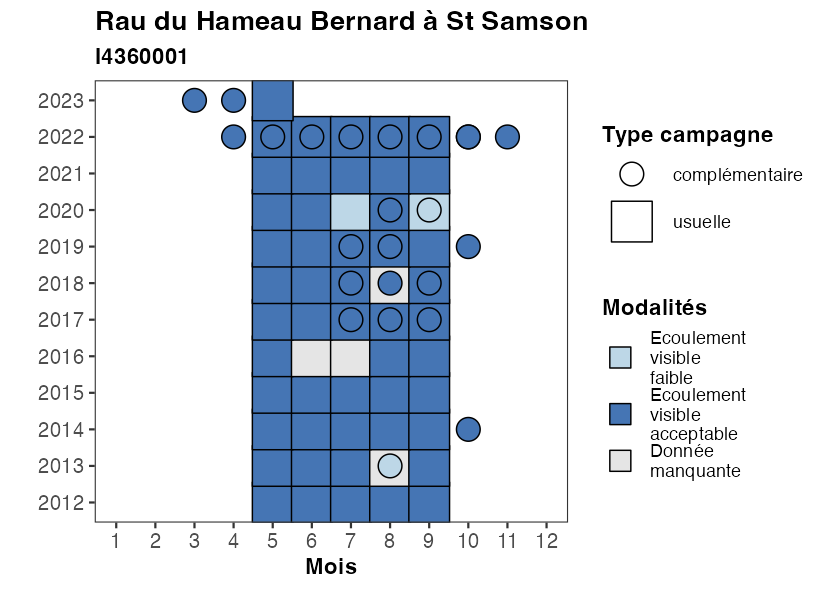 Rau du Hameau Bernard à St Samson
I4360001
2023
2022
2021
2020
2019
2018
2017
2016
2015
2014
2013
2012
1 2 3 4 5 6 7 8 9 10 11 12
Mois
Type campagne
complémentaire
usuelle
Modalités
Ecoulement
visible
faible
Ecoulement
visible
acceptable
Donnée
manquante